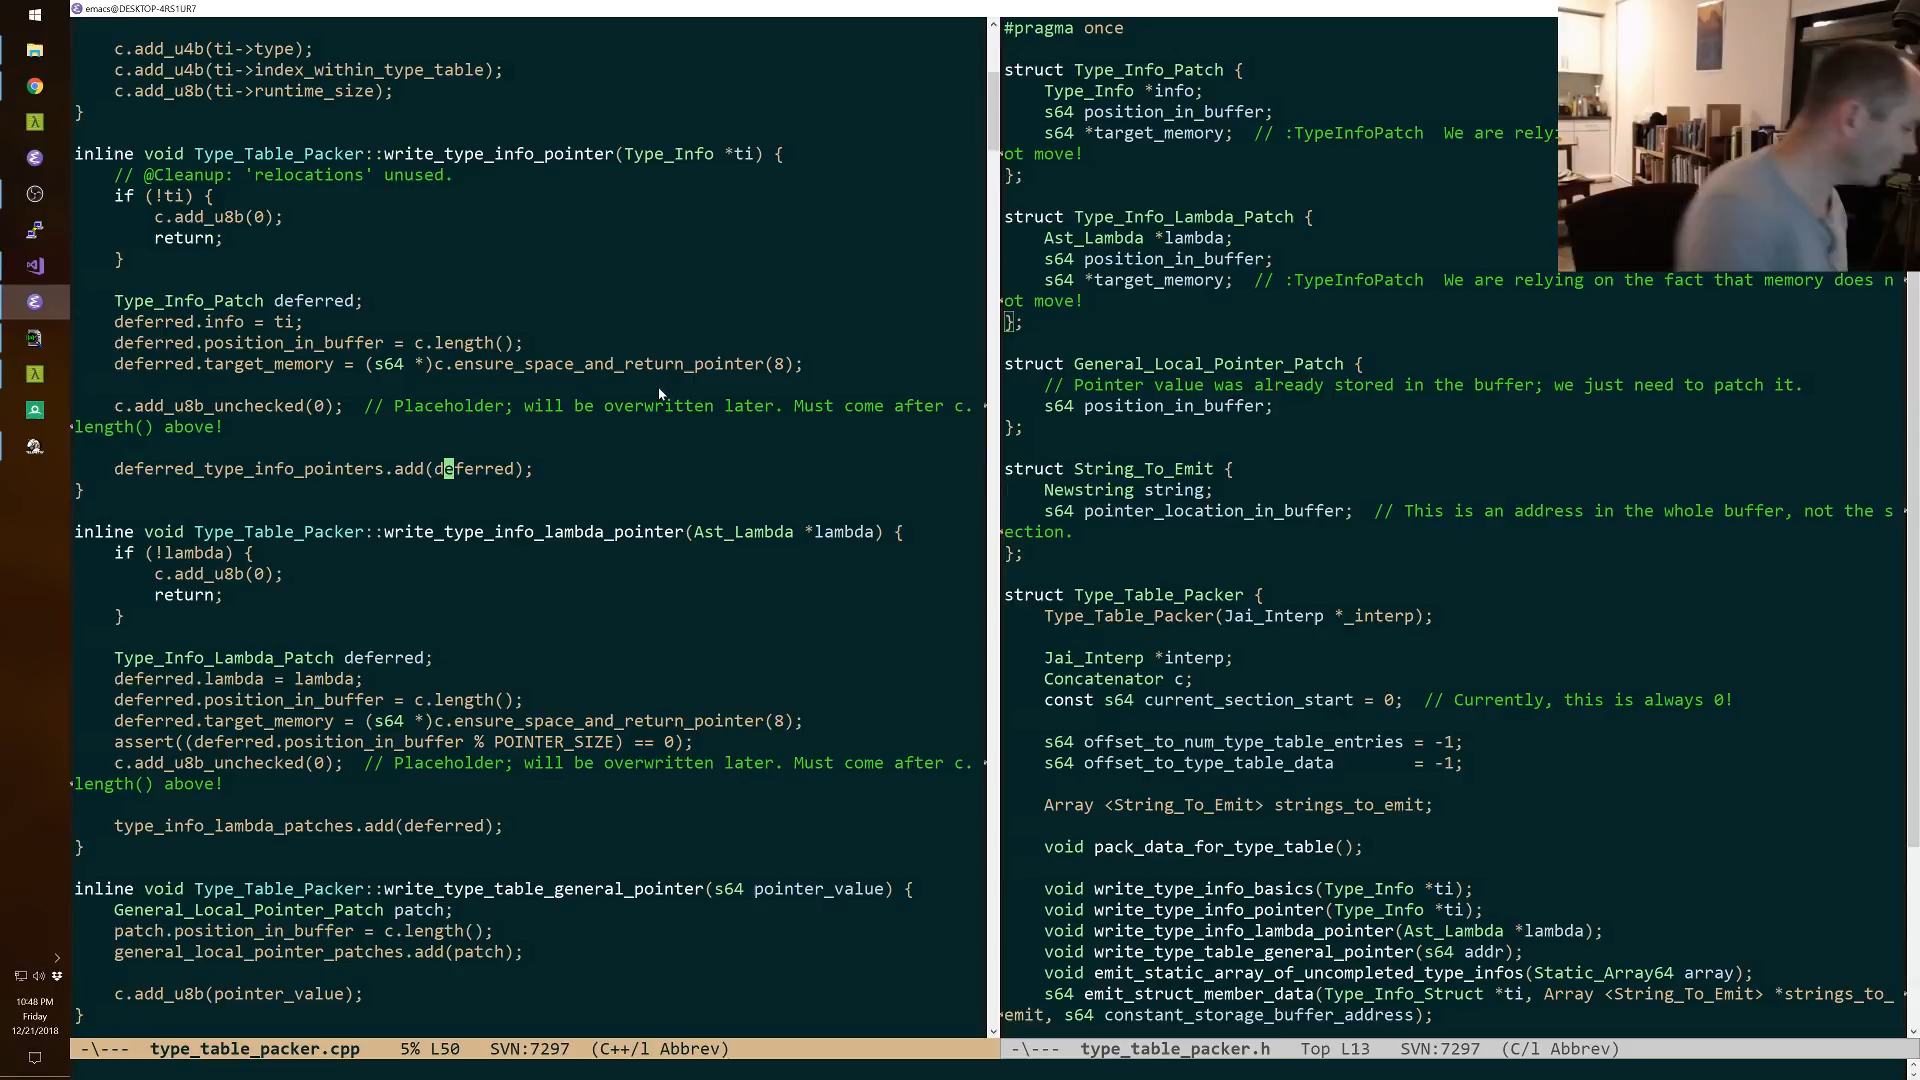 emacs@DESKTOP-4RS1UR7
    c.add_u4b(ti->type);
    c.add_u4b(ti->index_within_type_table);
    c.add_u8b(ti->runtime_size);
}
inline void Type_Table_Packer::write_type_info_pointer(Type_Info *ti) {
    // @Cleanup: 'relocations' unused.
    if (!ti) {
        c.add_u8b(0);
        return;
    }
    Type_Info_Patch deferred;
    deferred.info = ti;
    deferred.position_in_buffer = c.length();
    deferred.target_memory = (s64 *)c.ensure_space_and_return_pointer(8);
    c.add_u8b_unchecked(0);  // Placeholder; will be overwritten later. Must come after c.
length() above!
    deferred_type_info_pointers.add(deferred);
}
inline void Type_Table_Packer::write_type_info_lambda_pointer(Ast_Lambda *lambda) {
    if (!lambda) {
        c.add_u8b(0);
        return;
    }
    Type_Info_Lambda_Patch deferred;
    deferred.lambda = lambda;
    deferred.position_in_buffer = c.length();
    deferred.target_memory = (s64 *)c.ensure_space_and_return_pointer(8);
    assert((deferred.position_in_buffer % POINTER_SIZE) == 0);
    c.add_u8b_unchecked(0);  // Placeholder; will be overwritten later. Must come after c.
length() above!
    type_info_lambda_patches.add(deferred);
}
inline void Type_Table_Packer::write_type_table_general_pointer(s64 pointer_value) {
    General_Local_Pointer_Patch patch;
    patch.position_in_buffer = c.length();
    general_local_pointer_patches.add(patch);
    c.add_u8b(pointer_value);
}
-\---  type_table_packer.cpp    5% L50   SVN:7297  (C++/l Abbrev)
#pragma once
struct Type_Info_Patch {
    Type_Info *info;
    s64 position_in_buffer;
    s64 *target_memory;  // :TypeInfoPatch  We are relyi
ot move!
};
struct Type_Info_Lambda_Patch {
    Ast_Lambda *lambda;
    s64 position_in_buffer;
    s64 *target_memory;  // :TypeInfoPatch  We are relying on the fact that memory does n
ot move!
};
struct General_Local_Pointer_Patch {
    // Pointer value was already stored in the buffer; we just need to patch it.
    s64 position_in_buffer;
};
struct String_To_Emit {
    Newstring string;
    s64 pointer_location_in_buffer;  // This is an address in the whole buffer, not the s
ection.
};
struct Type_Table_Packer {
    Type_Table_Packer(Jai_Interp *_interp);
    Jai_Interp *interp;
    Concatenator c;
    const s64 current_section_start = 0;  // Currently, this is always 0!
    s64 offset_to_num_type_table_entries = -1;
    s64 offset_to_type_table_data        = -1;
    Array <String_To_Emit> strings_to_emit;
    void pack_data_for_type_table();
    void write_type_info_basics(Type_Info *ti);
    void write_type_info_pointer(Type_Info *ti);
    void write_type_info_lambda_pointer(Ast_Lambda *lambda);
    void write_type_table_general_pointer(s64 addr);
    void emit_static_array_of_uncompleted_type_infos(Static_Array64 array);
    s64 emit_struct_member_data(Type_Info_Struct *ti, Array <String_To_Emit> *strings_to_
emit, s64 constant_storage_buffer_address);
-\---  type_table_packer.h   Top L13   SVN:7297  (C/l Abbrev)
10:48 PM
Friday
12/21/2018